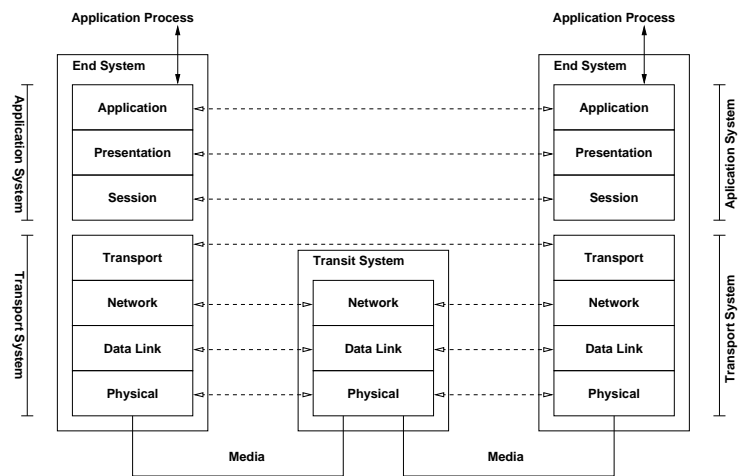 Application Process
Application Process
End System
End System
Application System
Application
Presentation
Session
Application
Presentation
Session
Aplication System
Transport System
Transport
Network
Data Link
Physical
Transit System
Network
Data Link
Physical
Transport
Network
Data Link
Physical
Transport System
Media
Media